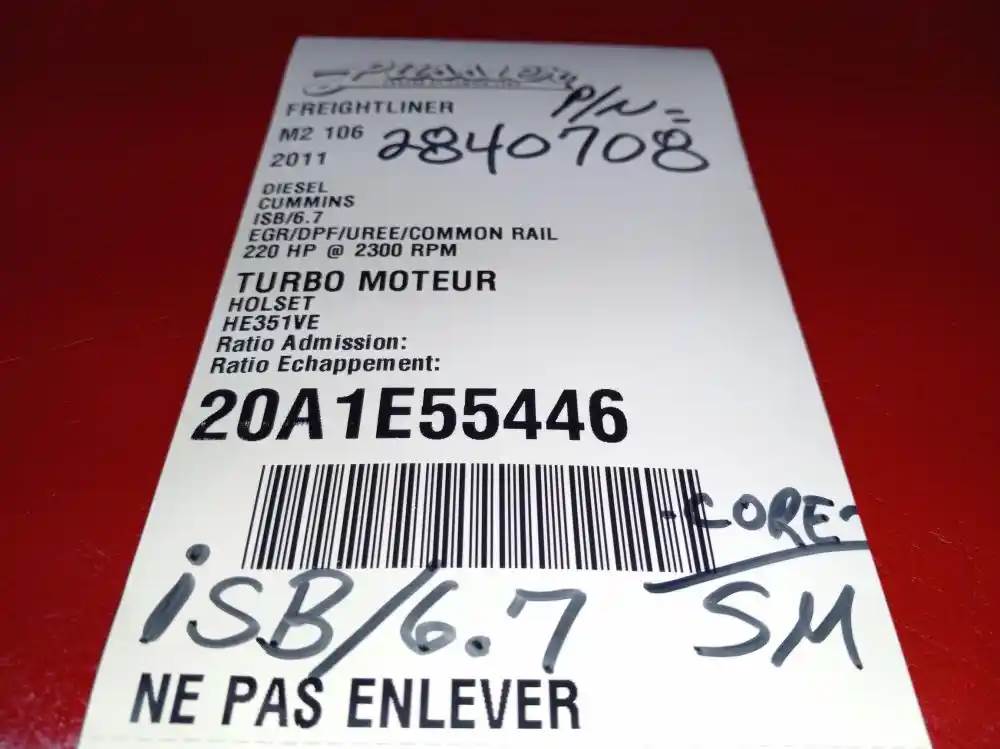 FREIGHTLINER
P/N=
M2 106
2840708
2011
DIESEL
CUMMINS
ISB/6.7
EGR/DPF/UREE/COMMON RAIL
220 HP @ 2300 RPM
TURBO MOTEUR
HOLSET
HE351VE
Ratio Admission:
Ratio Echappement:
20A1E55446
-CORE-
iSB/6.7
SM
NE PAS ENLEVER